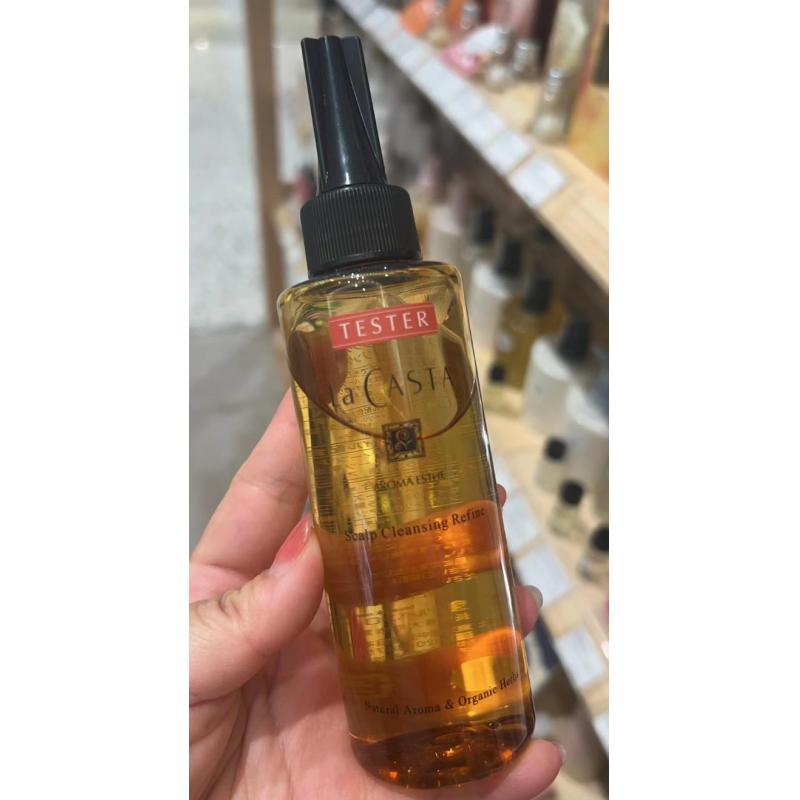 TESTER
la CASTA
AROMA ESTHE
Scalp Cleansing Refine
Natural Aroma & Organic Herbs